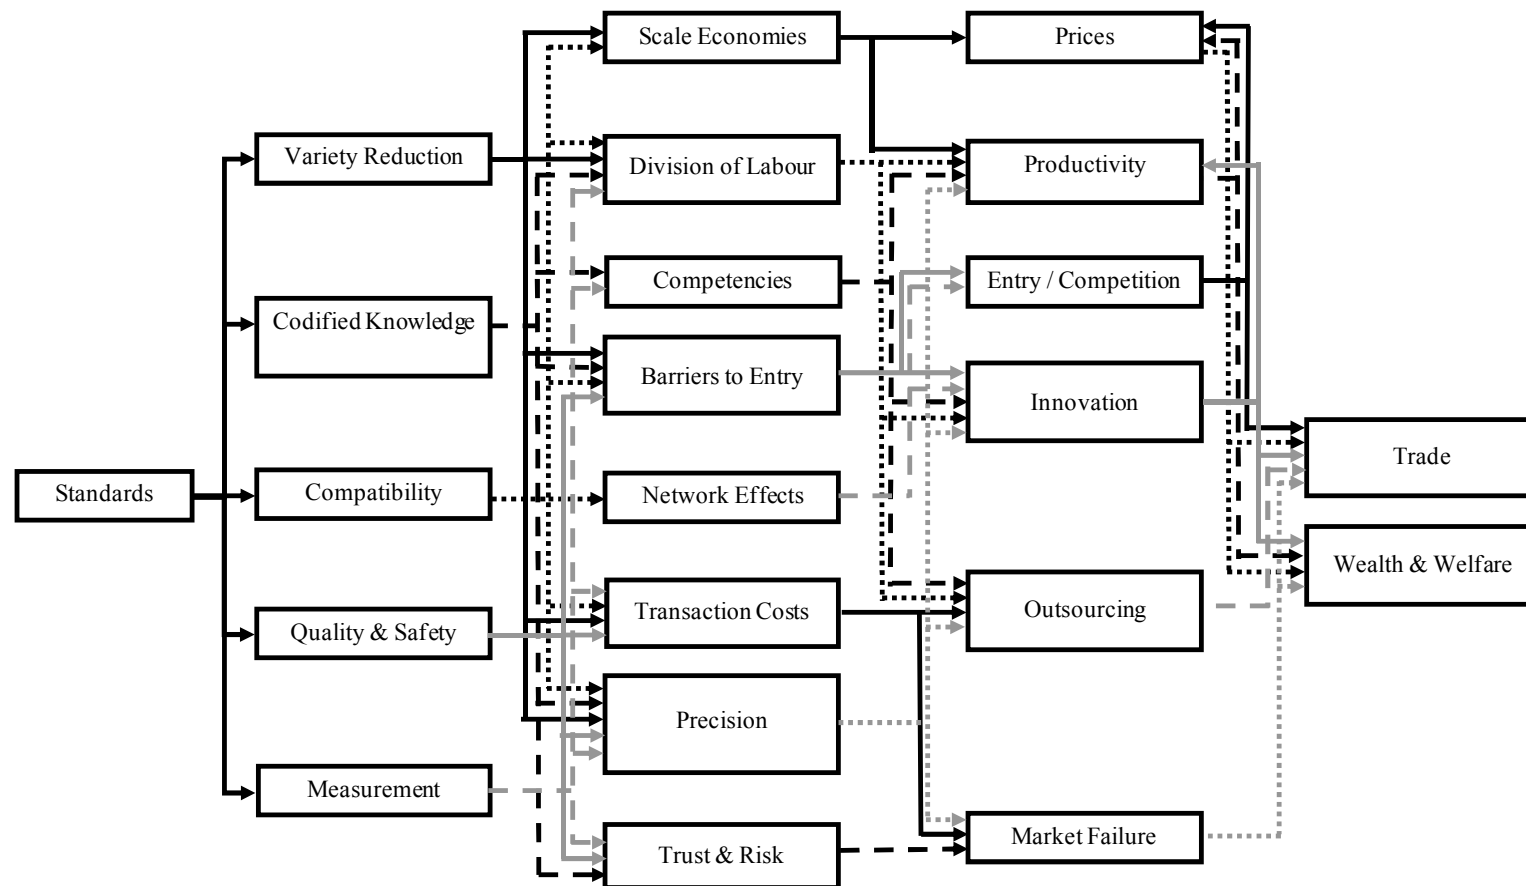 Standards
Variety Reduction
Codified Knowledge
Compatibility
Quality & Safety
Measurement
Scale Economies
Division of Labour
Competencies
Barriers to Entry
Network Effects
Transaction Costs
Precision
Trust & Risk
Prices
Productivity
Entry / Competition
Innovation
Outsourcing
Market Failure
Trade
Wealth & Welfare